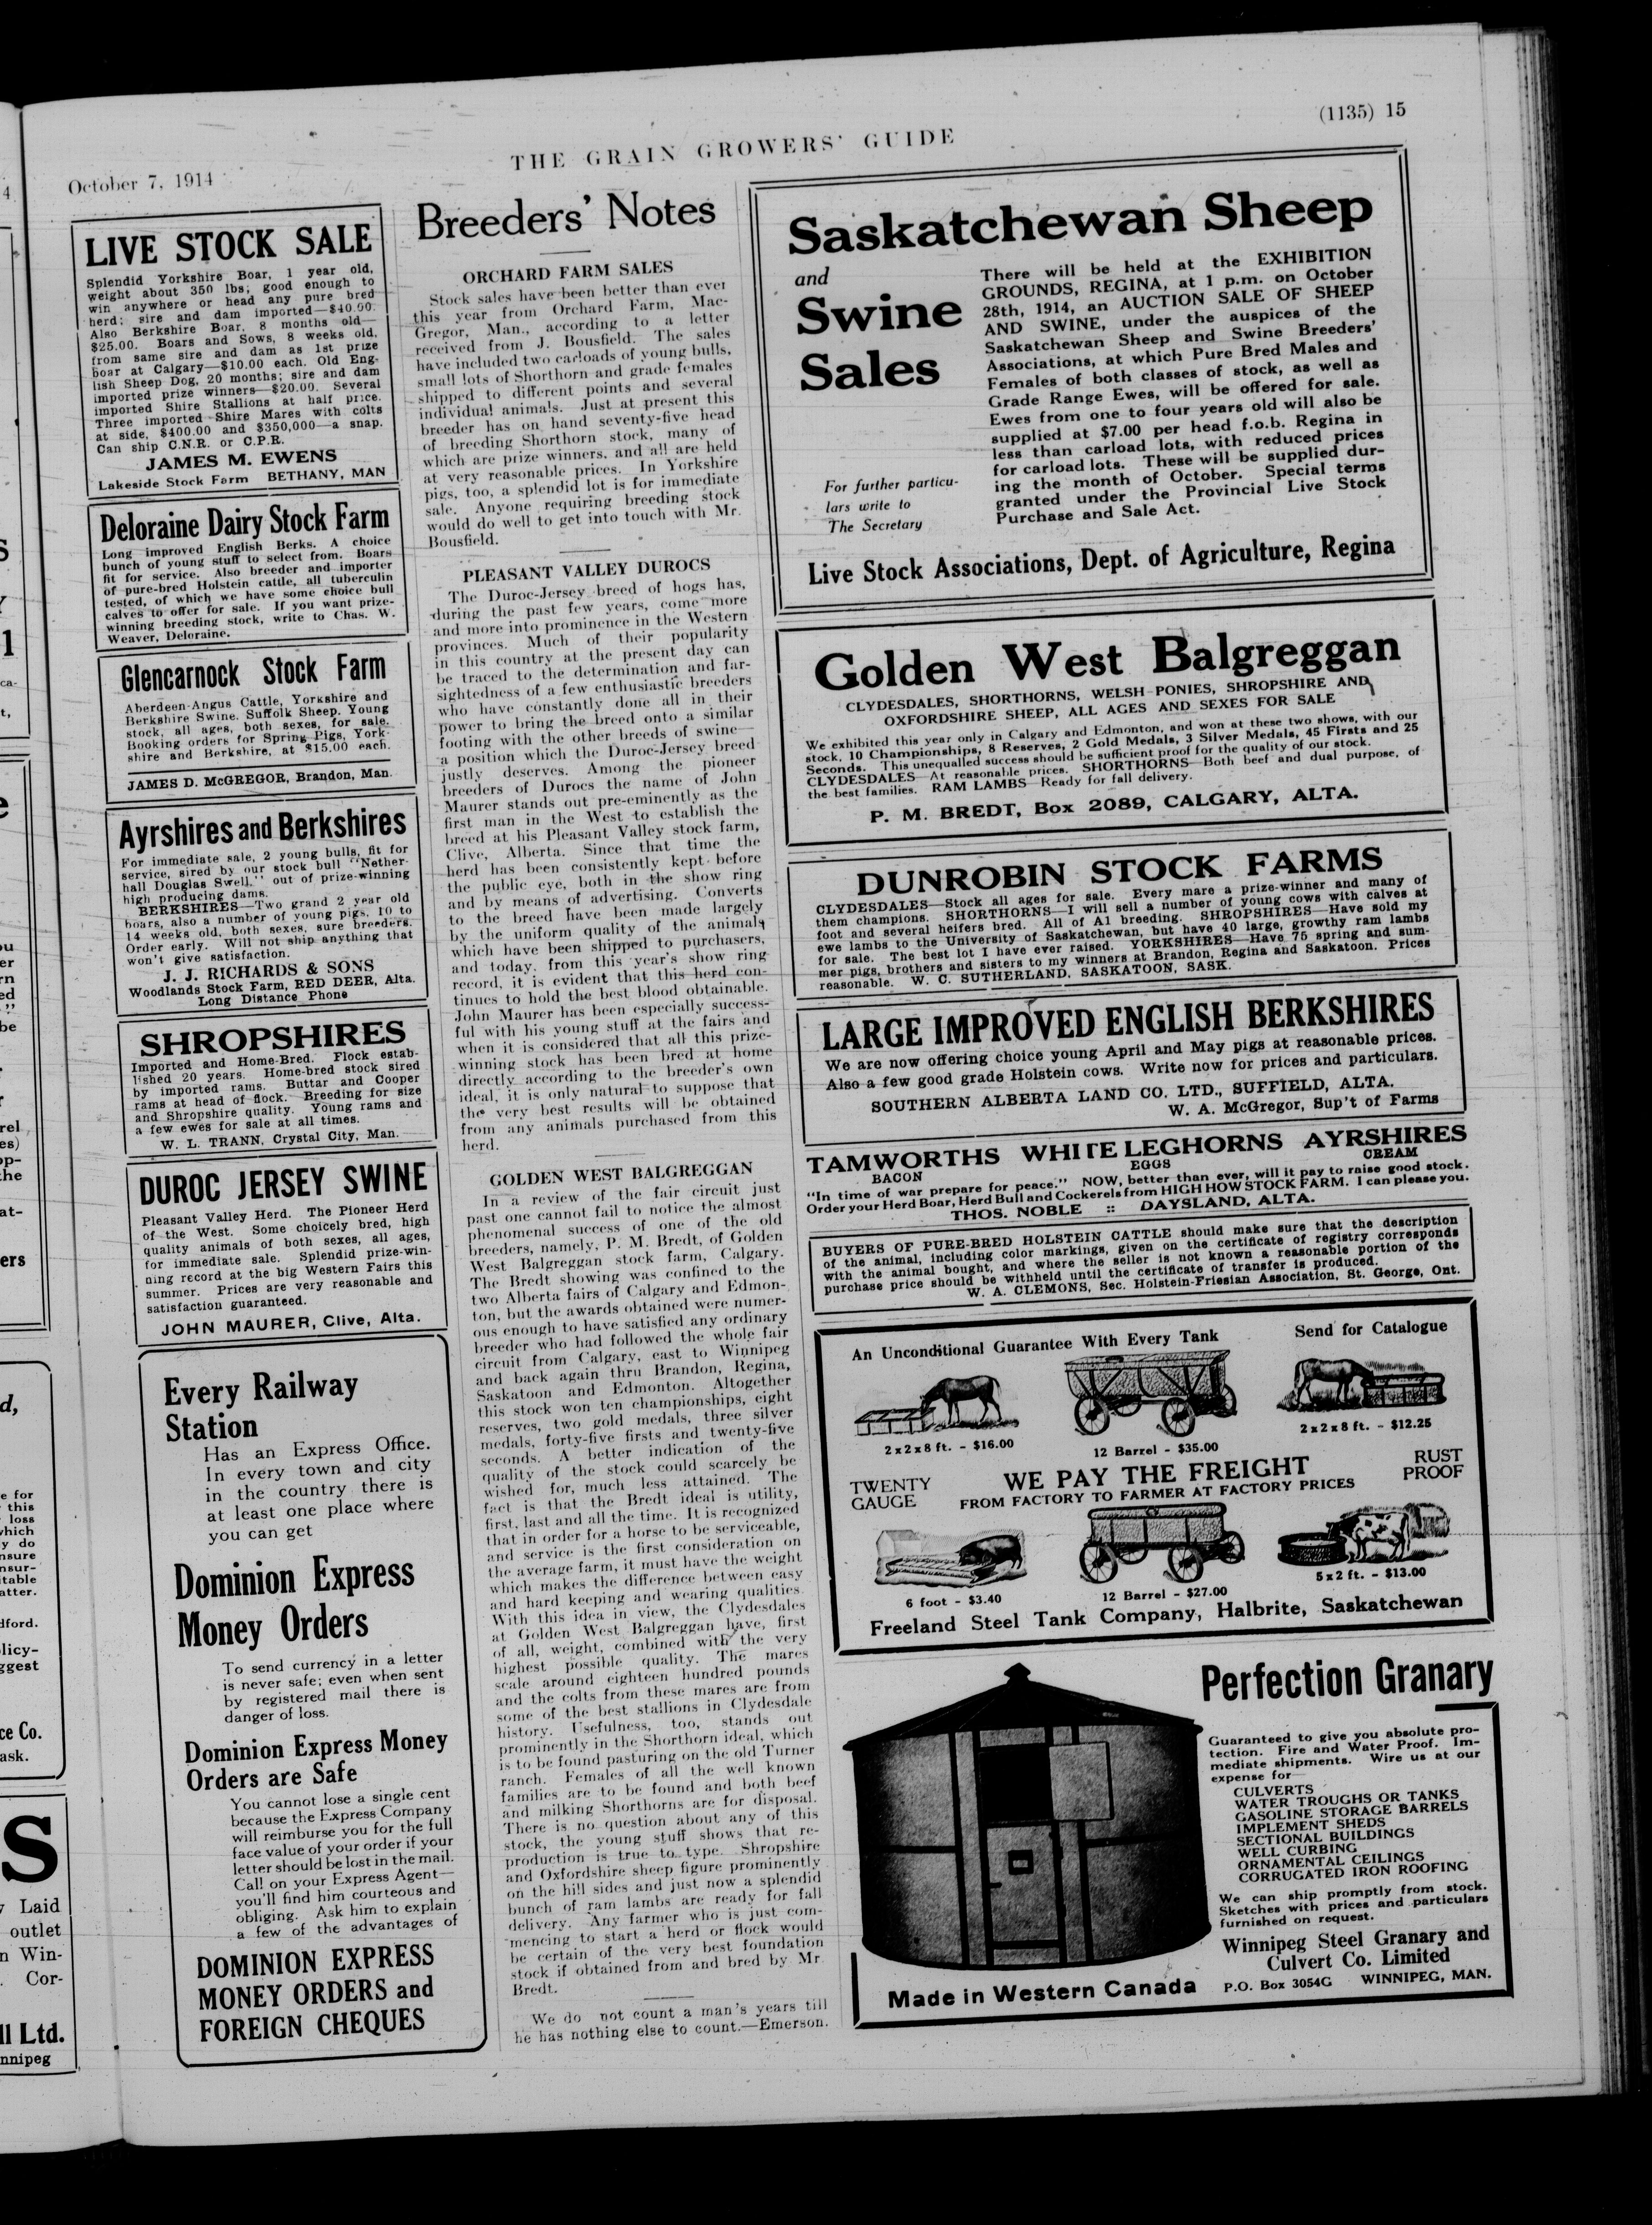 October 7, 1914
THE GRAIN GROWERS' GUIDE
(1135) 15
LIVE STOCK SALE
Splendid Yorkshire Boar, 1 year old,
weight about 350 lbs; good enough to
win anywhere or head any pure bred
herd; sire and dam imported—$40.00.
Also Berkshire Boar, 8 months old—
$25.00. Boars and Sows, 8 weeks old,
from same sire and dam as 1st prize
boar at Calgary—$10.00 each. Old Eng-
lish Sheep Dog, 20 months; sire and dam
imported prize winners—$20.00. Several
imported Shire Stallions at half price.
Three imported Shire Mares with colts
at side, $400.00 and $350,000—a snap.
Can ship C.N.R. or C.P.R.
JAMES M. EWENS
Lakeside Stock Farm BETHANY, MAN
Deloraine Dairy Stock Farm
Long improved English Berks. A choice
bunch of young stuff to select from. Boars
fit for service. Also breeder and importer
of pure-bred Holstein cattle, all tuberculin
tested, of which we have some choice bull
calves to offer for sale. If you want prize-
winning breeding stock, write to Chas. W.
Weaver, Deloraine.
Glencarnock Stock Farm
Aberdeen-Angus Cattle, Yorkshire and
Berkshire Swine. Suffolk Sheep. Young
stock, all ages, both sexes, for sale.
Booking orders for Spring Pigs, York-
shire and Berkshire, at $15.00 each.
JAMES D. McGREGOR, Brandon, Man.
Ayrshires and Berkshires
For immediate sale, 2 young bulls, fit for
service, sired by our stock bull "Nether-
hall Douglas Swell," out of prize-winning
high producing dams.
BERKSHIRES—Two grand 2 year old
boars, also a number of young pigs, 10 to
14 weeks old, both sexes, sure breeders.
Order early. Will not ship anything that
won't give satisfaction.
J. J. RICHARDS & SONS
Woodlands Stock Farm, RED DEER, Alta.
Long Distance Phone
SHROPSHIRES
Imported and Home-Bred. Flock estab-
lished 20 years. Home-bred stock sired
by imported rams. Buttar and Cooper
rams at head of flock. Breeding for size
and Shropshire quality. Young rams and
a few ewes for sale at all times.
W. L. TRANN, Crystal City, Man.
DUROC JERSEY SWINE
Pleasant Valley Herd. The Pioneer Herd
of the West. Some choicely bred, high
quality animals of both sexes, all ages,
for immediate sale. Splendid prize-win-
ning record at the big Western Fairs this
summer. Prices are very reasonable and
satisfaction guaranteed.
JOHN MAURER, Clive, Alta.
Every Railway
Station
Has an Express Office.
In every town and city
in the country there is
at least one place where
you can get
Dominion Express
Money Orders
To send currency in a letter
is never safe; even when sent
by registered mail there is
danger of loss.
Dominion Express Money
Orders are Safe
You cannot lose a single cent
because the Express Company
will reimburse you for the full
face value of your order if your
letter should be lost in the mail.
Call on your Express Agent—
you'll find him courteous and
obliging. Ask him to explain
a few of the advantages of
DOMINION EXPRESS
MONEY ORDERS and
FOREIGN CHEQUES
Breeders' Notes
ORCHARD FARM SALES
Stock sales have been better than ever
this year from Orchard Farm, Mac-
Gregor, Man., according to a letter
received from J. Bousfield. The sales
have included two carloads of young bulls,
small lots of Shorthorn and grade females
shipped to different points and several
individual animals. Just at present this
breeder has on hand seventy-five head
of breeding Shorthorn stock, many of
which are prize winners, and all are held
at very reasonable prices. In Yorkshire
pigs, too, a splendid lot is for immediate
sale. Anyone requiring breeding stock
would do well to get into touch with Mr.
Bousfield.
PLEASANT VALLEY DUROCS
The Duroc-Jersey breed of hogs has,
during the past few years, come more
and more into prominence in the Western
provinces. Much of their popularity
in this country at the present day can
be traced to the determination and far-
sightedness of a few enthusiastic breeders
who have constantly done all in their
power to bring the breed onto a similar
footing with the other breeds of swine—
a position which the Duroc-Jersey breed
justly deserves. Among the pioneer
breeders of Durocs the name of John
Maurer stands out pre-eminently as the
first man in the West to establish the
breed at his Pleasant Valley stock farm,
Clive, Alberta. Since that time the
herd has been consistently kept before
the public eye, both in the show ring
and by means of advertising. Converts
to the breed have been made largely
by the uniform quality of the animals
which have been shipped to purchasers,
and today, from this year's show ring
record, it is evident that this herd con-
tinues to hold the best blood obtainable.
John Maurer has been especially success-
ful with his young stuff at the fairs and
when it is considered that all this prize-
winning stock has been bred at home
directly according to the breeder's own
ideal, it is only natural to suppose that
the very best results will be obtained
from any animals purchased from this
herd.
GOLDEN WEST BALGREGGAN
In a review of the fair circuit just
past one cannot fail to notice the almost
phenomenal success of one of the old
breeders, namely, P. M. Bredt, of Golden
West Balgreggan stock farm, Calgary.
The Bredt showing was confined to the
two Alberta fairs of Calgary and Edmon-
ton, but the awards obtained were numer-
ous enough to have satisfied any ordinary
breeder who had followed the whole fair
circuit from Calgary, east to Winnipeg
and back again thru Brandon, Regina,
Saskatoon and Edmonton. Altogether
this stock won ten championships, eight
reserves, two gold medals, three silver
medals, forty-five firsts and twenty-five
seconds. A better indication of the
quality of the stock could scarcely be
wished for, much less attained. The
fact is that the Bredt ideal is utility,
first, last and all the time. It is recognized
that in order for a horse to be serviceable,
and service is the first consideration on
the average farm, it must have the weight
which makes the difference between easy
and hard keeping and wearing qualities.
With this idea in view, the Clydesdales
at Golden West Balgreggan have, first
of all, weight, combined with the very
highest possible quality. The mares
scale around eighteen hundred pounds
and the colts from these mares are from
some of the best stallions in Clydesdale
history. Usefulness, too, stands out
prominently in the Shorthorn ideal, which
is to be found pasturing on the old Turner
ranch. Females of all the well known
families are to be found and both beef
and milking Shorthorns are for disposal.
There is no question about any of this
stock, the young stuff shows that re-
production is true to type. Shropshire
and Oxfordshire sheep figure prominently
on the hill sides and just now a splendid
bunch of ram lambs are ready for fall
delivery. Any farmer who is just com-
mencing to start a herd or flock would
be certain of the very best foundation
stock if obtained from and bred by Mr.
Bredt.
We do not count a man's years till
he has nothing else to count.—Emerson.
Saskatchewan Sheep
and
Swine
Sales
For further particu-
lars write to
The Secretary
There will be held at the EXHIBITION
GROUNDS, REGINA, at 1 p.m. on October
28th, 1914, an AUCTION SALE OF SHEEP
AND SWINE, under the auspices of the
Saskatchewan Sheep and Swine Breeders'
Associations, at which Pure Bred Males and
Females of both classes of stock, as well as
Grade Range Ewes, will be offered for sale.
Ewes from one to four years old will also be
supplied at $7.00 per head f.o.b. Regina in
less than carload lots, with reduced prices
for carload lots. These will be supplied dur-
ing the month of October. Special terms
granted under the Provincial Live Stock
Purchase and Sale Act.
Live Stock Associations, Dept. of Agriculture, Regina
Golden West Balgreggan
CLYDESDALES, SHORTHORNS, WELSH PONIES, SHROPSHIRE AND
OXFORDSHIRE SHEEP, ALL AGES AND SEXES FOR SALE
We exhibited this year only in Calgary and Edmonton, and won at these two shows, with our
stock, 10 Championships, 8 Reserves, 2 Gold Medals, 3 Silver Medals, 45 Firsts and 25
Seconds. This unequalled success should be sufficient proof for the quality of our stock.
CLYDESDALES—At reasonable prices. SHORTHORNS—Both beef and dual purpose, of
the best families. RAM LAMBS—Ready for fall delivery.
P. M. BREDT, Box 2089, CALGARY, ALTA.
DUNROBIN STOCK FARMS
CLYDESDALES—Stock all ages for sale. Every mare a prize-winner and many of
them champions. SHORTHORNS—I will sell a number of young cows with calves at
foot and several heifers bred. All of A1 breeding. SHROPSHIRES—Have sold my
ewe lambs to the University of Saskatchewan, but have 40 large, growthy ram lambs
for sale. The best lot I have ever raised. YORKSHIRES—Have 75 spring and sum-
mer pigs, brothers and sisters to my winners at Brandon, Regina and Saskatoon. Prices
reasonable. W. C. SUTHERLAND, SASKATOON, SASK.
LARGE IMPROVED ENGLISH BERKSHIRES
We are now offering choice young April and May pigs at reasonable prices.
Also a few good grade Holstein cows. Write now for prices and particulars.
SOUTHERN ALBERTA LAND CO. LTD., SUFFIELD, ALTA.
W. A. McGregor, Sup't of Farms
TAMWORTHS WHITE LEGHORNS AYRSHIRES
BACON EGGS CREAM
"In time of war prepare for peace." NOW, better than ever, will it pay to raise good stock.
Order your Herd Boar, Herd Bull and Cockerels from HIGH HOW STOCK FARM. I can please you.
THOS. NOBLE :: DAYSLAND, ALTA.
BUYERS OF PURE-BRED HOLSTEIN CATTLE should make sure that the description
of the animal, including color markings, given on the certificate of registry corresponds
with the animal bought, and where the seller is not known a reasonable portion of the
purchase price should be withheld until the certificate of transfer is produced.
W. A. CLEMONS, Sec. Holstein-Friesian Association, St. George, Ont.
An Unconditional Guarantee With Every Tank Send for Catalogue
2x2x8 ft. - $16.00
12 Barrel - $35.00
2x2x8 ft. - $12.25
TWENTY
GAUGE
WE PAY THE FREIGHT
FROM FACTORY TO FARMER AT FACTORY PRICES
RUST
PROOF
6 foot - $3.40
12 Barrel - $27.00
5x2 ft. - $13.00
Freeland Steel Tank Company, Halbrite, Saskatchewan
Perfection Granary
Guaranteed to give you absolute pro-
tection. Fire and Water Proof. Im-
mediate shipments. Wire us at our
expense for—
CULVERTS
WATER TROUGHS OR TANKS
GASOLINE STORAGE BARRELS
IMPLEMENT SHEDS
SECTIONAL BUILDINGS
WELL CURBING
ORNAMENTAL CEILINGS
CORRUGATED IRON ROOFING
We can ship promptly from stock.
Sketches with prices and particulars
furnished on request.
Winnipeg Steel Granary and
Culvert Co. Limited
P.O. Box 3054G WINNIPEG, MAN.
Made in Western Canada